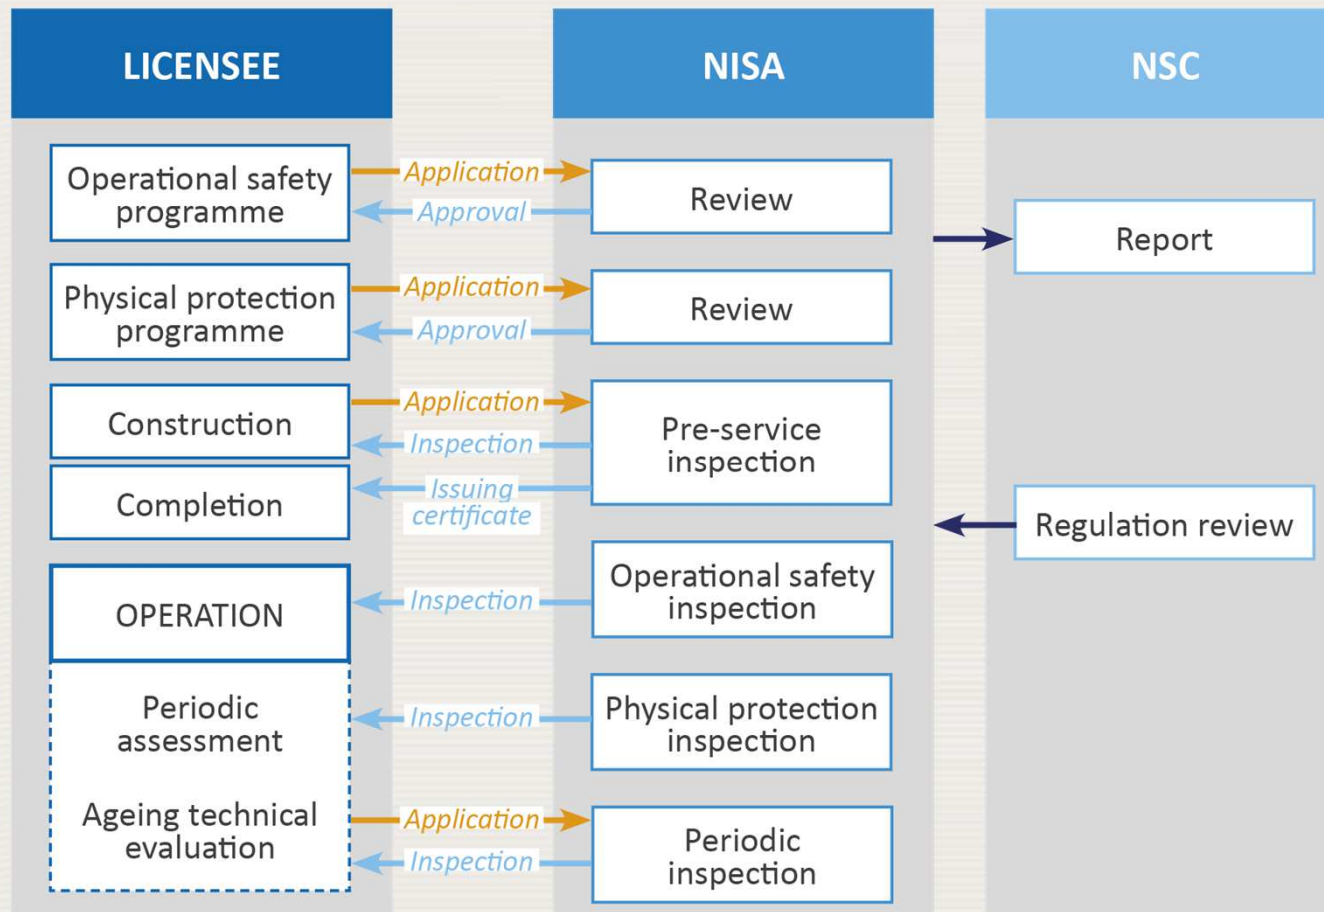 LICENSEE
NISA
NSC
Operational safety
programme
Application
Approval
Review
Report
Physical protection
programme
Application
Approval
Review
Construction
Application
Inspection
Pre-service
inspection
Completion
Issuing
certificate
Regulation review
OPERATION
Inspection
Operational safety
inspection
Periodic
assessment
Inspection
Physical protection
inspection
Ageing technical
evaluation
Application
Inspection
Periodic
inspection